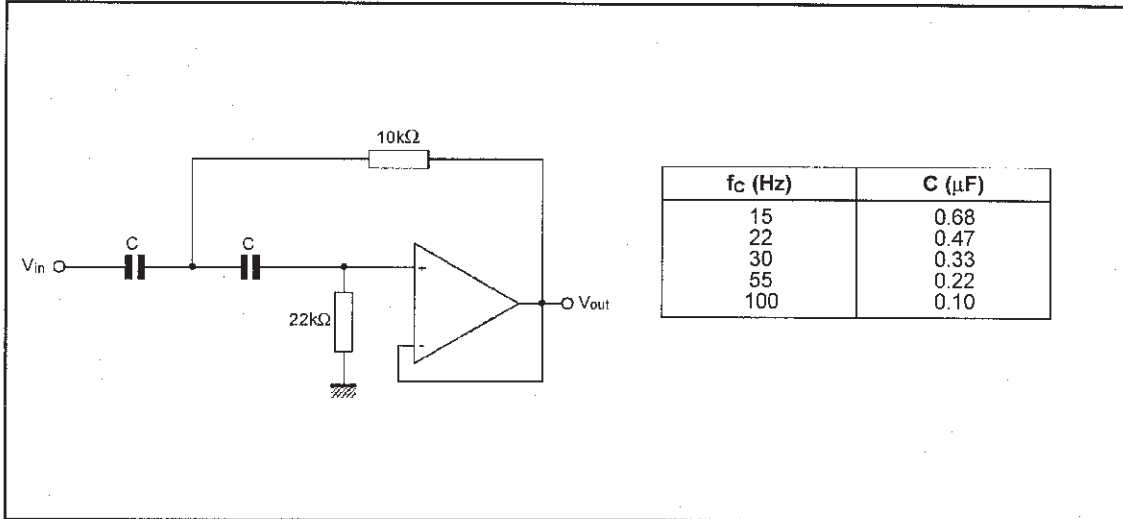 10kΩ
C
C
Vin
+
-
22kΩ
Vout
fC (Hz) C (μF)
15 0.68
22 0.47
30 0.33
55 0.22
100 0.10